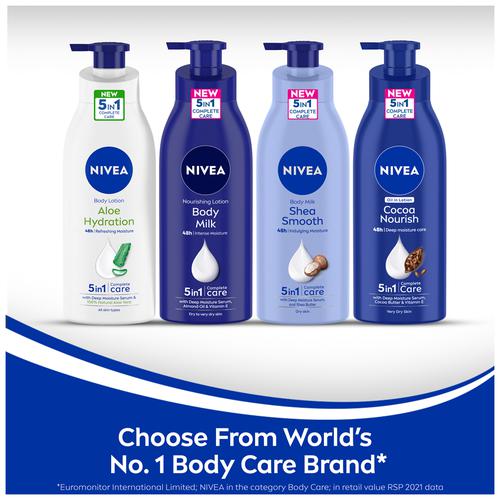 NEW
5in1
COMPLETE
CARE
NIVEA
Body Lotion
Aloe
Hydration
48h | Refreshing Moisture
5in1 | Complete care
with Deep Moisture Serum &
100% Natural Aloe Vera
All skin types
NEW
5in1
COMPLETE
CARE
NIVEA
Nourishing Lotion
Body
Milk
48h | Intense Moisture
5in1 | Complete care
with Deep Moisture Serum,
Almond Oil & Vitamin E
Dry to very dry skin
NEW
5in1
COMPLETE
CARE
NIVEA
Body Milk
Shea
Smooth
48h | Indulging Moisture
5in1 | Complete care
with Deep Moisture Serum,
and Shea Butter
Dry skin
NEW
5in1
COMPLETE
CARE
NIVEA
Oil in Lotion
Cocoa
Nourish
48h | Deep moisture care
5in1 | Complete care
with Deep Moisture Serum,
Cocoa Butter & Vitamin E
Very Dry Skin
Choose From World's
No. 1 Body Care Brand*
*Euromonitor International Limited; NIVEA in the category Body Care; in retail value RSP 2021 data